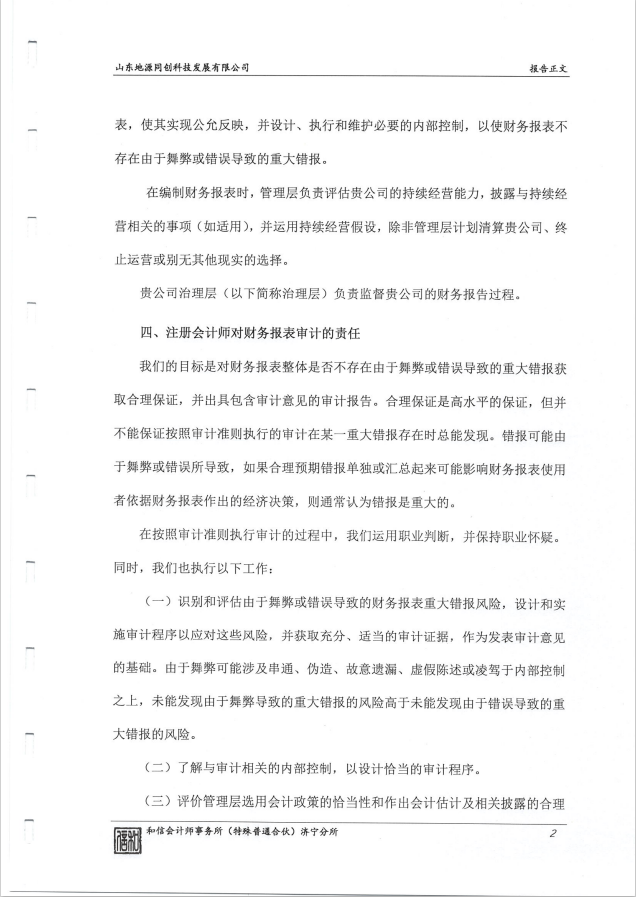 山东地源同创科技发展有限公司 报告正文
表，使其实现公允反映，并设计、执行和维护必要的内部控制，以使财务报表不
存在由于舞弊或错误导致的重大错报。
在编制财务报表时，管理层负责评估贵公司的持续经营能力，披露与持续经
营相关的事项（如适用），并运用持续经营假设，除非管理层计划清算贵公司、终
止运营或别无其他现实的选择。
贵公司治理层（以下简称治理层）负责监督贵公司的财务报告过程。
四、注册会计师对财务报表审计的责任
我们的目标是对财务报表整体是否不存在由于舞弊或错误导致的重大错报获
取合理保证，并出具包含审计意见的审计报告。合理保证是高水平的保证，但并
不能保证按照审计准则执行的审计在某一重大错报存在时总能发现。错报可能由
于舞弊或错误所导致，如果合理预期错报单独或汇总起来可能影响财务报表使用
者依据财务报表作出的经济决策，则通常认为错报是重大的。
在按照审计准则执行审计的过程中，我们运用职业判断，并保持职业怀疑。
同时，我们也执行以下工作：
（一）识别和评估由于舞弊或错误导致的财务报表重大错报风险，设计和实
施审计程序以应对这些风险，并获取充分、适当的审计证据，作为发表审计意见
的基础。由于舞弊可能涉及串通、伪造、故意遗漏、虚假陈述或凌驾于内部控制
之上，未能发现由于舞弊导致的重大错报的风险高于未能发现由于错误导致的重
大错报的风险。
（二）了解与审计相关的内部控制，以设计恰当的审计程序。
（三）评价管理层选用会计政策的恰当性和作出会计估计及相关披露的合理
信和 和信会计师事务所（特殊普通合伙）济宁分所 2